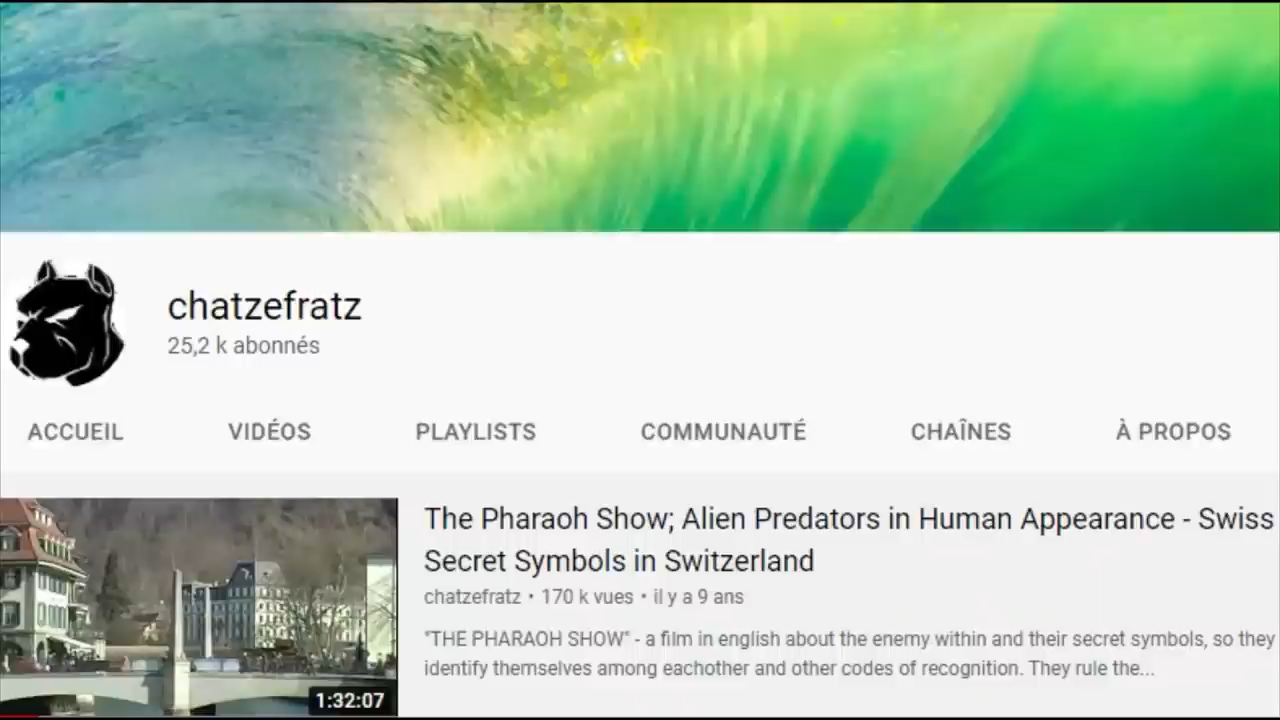 chatzefratz
25,2 k abonnés
ACCUEIL VIDÉOS PLAYLISTS COMMUNAUTÉ CHAÎNES À PROPOS
The Pharaoh Show; Alien Predators in Human Appearance - Swiss
Secret Symbols in Switzerland
chatzefratz • 170 k vues • il y a 9 ans
"THE PHARAOH SHOW" - a film in english about the enemy within and their secret symbols, so they
identify themselves among eachother and other codes of recognition. They rule the...
1:32:07